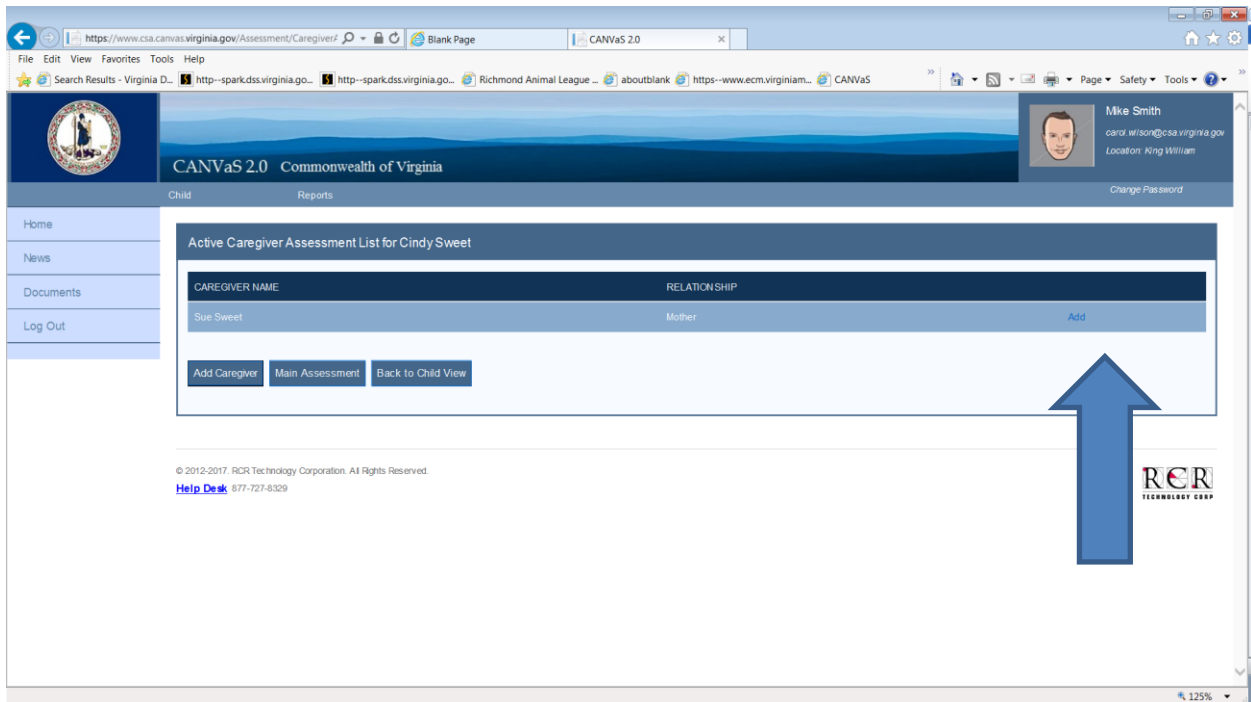 https://www.csa.canvas.virginia.gov/Assessment/Caregiver/
Blank Page
CANVaS 2.0
File Edit View Favorites Tools Help
Search Results - Virginia D... http--spark.dss.virginia.go... http--spark.dss.virginia.go... Richmond Animal League ... aboutblank https--www.ecm.virginiam... CANVaS
Page Safety Tools
CANVaS 2.0 Commonwealth of Virginia
Mike Smith
carol.wilson@csa.virginia.gov
Location: King William
Change Password
Child Reports
Home
News
Documents
Log Out
Active Caregiver Assessment List for Cindy Sweet
CAREGIVER NAME RELATIONSHIP
Sue Sweet Mother Add
Add Caregiver Main Assessment Back to Child View
© 2012-2017. RCR Technology Corporation. All Rights Reserved.
Help Desk 877-727-8329
RCR
TECHNOLOGY CORP
125%